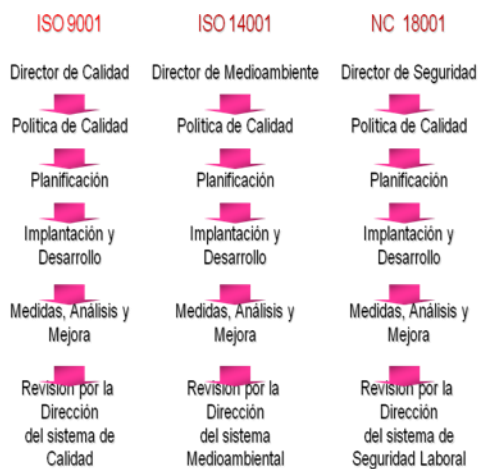 ISO 9001
Director de Calidad
Politica de Calidad
Planificación
Implantación y
Desarrollo
Medidas, Análisis y
Mejora
Revisión por la
Dirección
del sistema de
Calidad
ISO 14001
Director de Medioambiente
Politica de Calidad
Planificación
Implantación y
Desarrollo
Medidas, Análisis y
Mejora
Revisión por la
Dirección
del sistema
Medioambiental
NC 18001
Director de Seguridad
Politica de Calidad
Planificación
Implantación y
Desarrollo
Medidas, Análisis y
Mejora
Revisión por la
Dirección
del sistema de
Seguridad Laboral